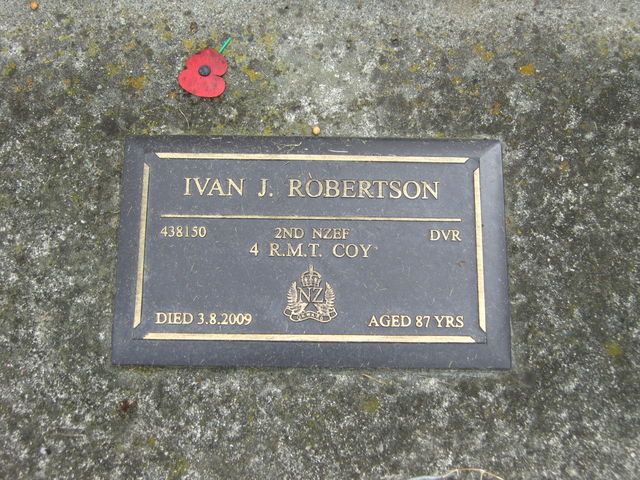 IVAN J. ROBERTSON
438150 2ND NZEF DVR
4 R.M.T. COY
NZ
DIED 3.8.2009 AGED 87 YRS